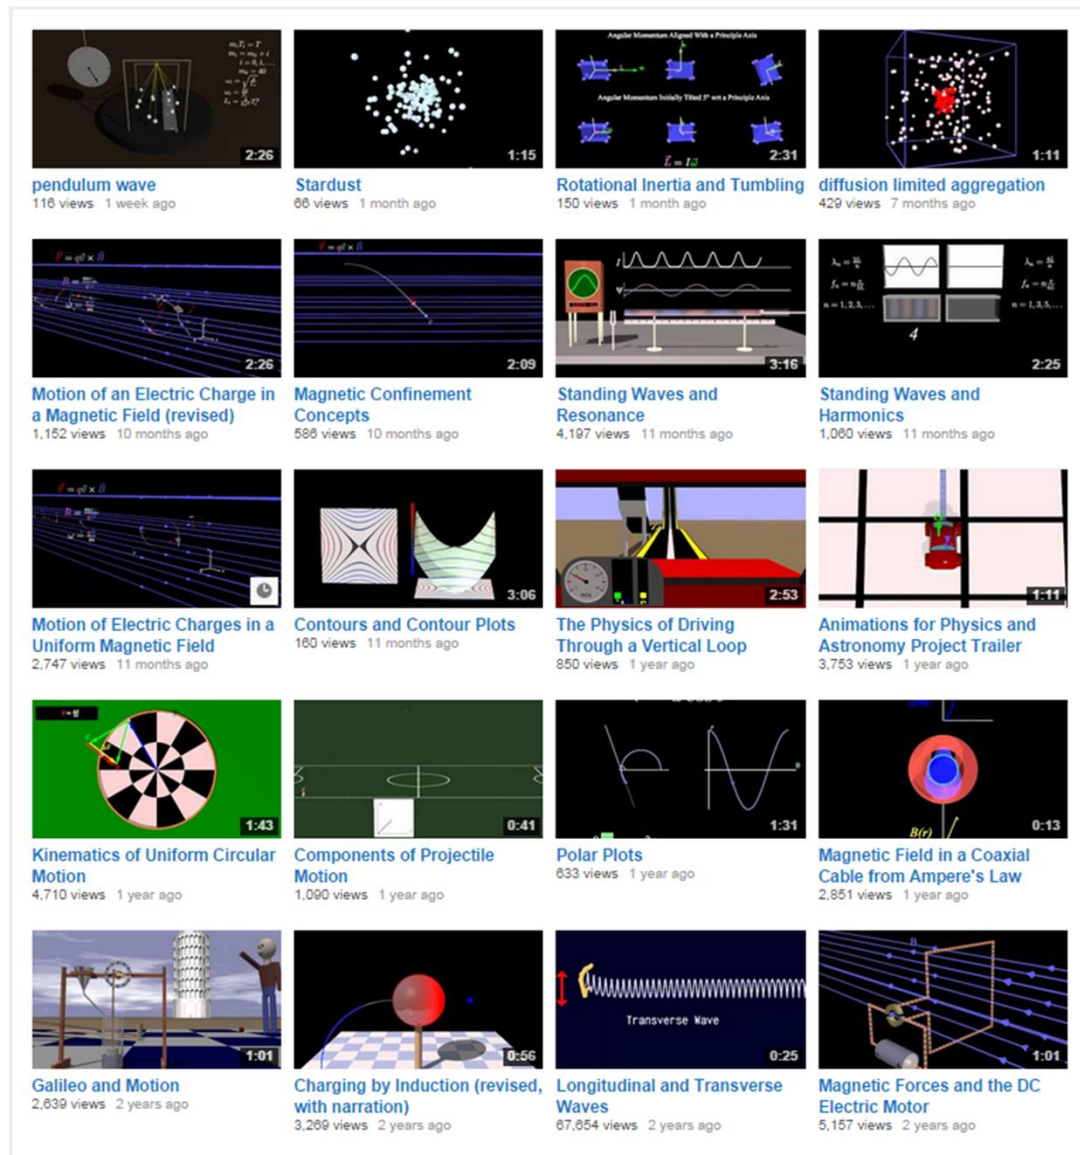 2:26
1:15
Angular Momentum Aligned With a Principle Axis
Angular Momentum Initially Tilted 5° wrt a Principle Axis
2:31
1:11
pendulum wave
116 views 1 week ago
Stardust
66 views 1 month ago
Rotational Inertia and Tumbling
150 views 1 month ago
diffusion limited aggregation
429 views 7 months ago
2:26
2:09
3:16
n = 1,2,3,...
4
n = 1,3,5,...
2:25
Motion of an Electric Charge in
a Magnetic Field (revised)
1,152 views 10 months ago
Magnetic Confinement
Concepts
586 views 10 months ago
Standing Waves and
Resonance
4,197 views 11 months ago
Standing Waves and
Harmonics
1,060 views 11 months ago
3:06
2:53
1:11
Motion of Electric Charges in a
Uniform Magnetic Field
2,747 views 11 months ago
Contours and Contour Plots
160 views 11 months ago
The Physics of Driving
Through a Vertical Loop
850 views 1 year ago
Animations for Physics and
Astronomy Project Trailer
3,753 views 1 year ago
1:43
0:41
1:31
B(r)
0:13
Kinematics of Uniform Circular
Motion
4,710 views 1 year ago
Components of Projectile
Motion
1,090 views 1 year ago
Polar Plots
633 views 1 year ago
Magnetic Field in a Coaxial
Cable from Ampere's Law
2,851 views 1 year ago
1:01
0:56
Transverse Wave
0:25
1:01
Galileo and Motion
2,639 views 2 years ago
Charging by Induction (revised,
with narration)
3,269 views 2 years ago
Longitudinal and Transverse
Waves
67,654 views 2 years ago
Magnetic Forces and the DC
Electric Motor
5,157 views 2 years ago